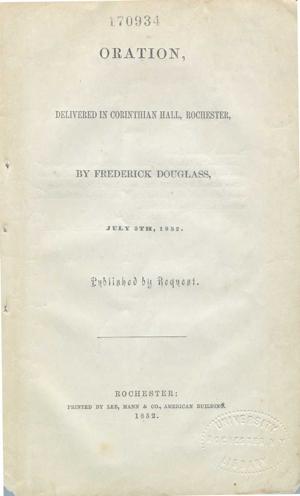 170934
ORATION,
DELIVERED IN CORINTHIAN HALL, ROCHESTER,
BY FREDERICK DOUGLASS,
JULY 5TH, 1852.
Published by Request.
ROCHESTER:
PRINTED BY LEE, MANN & CO., AMERICAN BUILDING.
1852.
UNIVERSITY
ROCHESTER N.Y.
LIBRARY